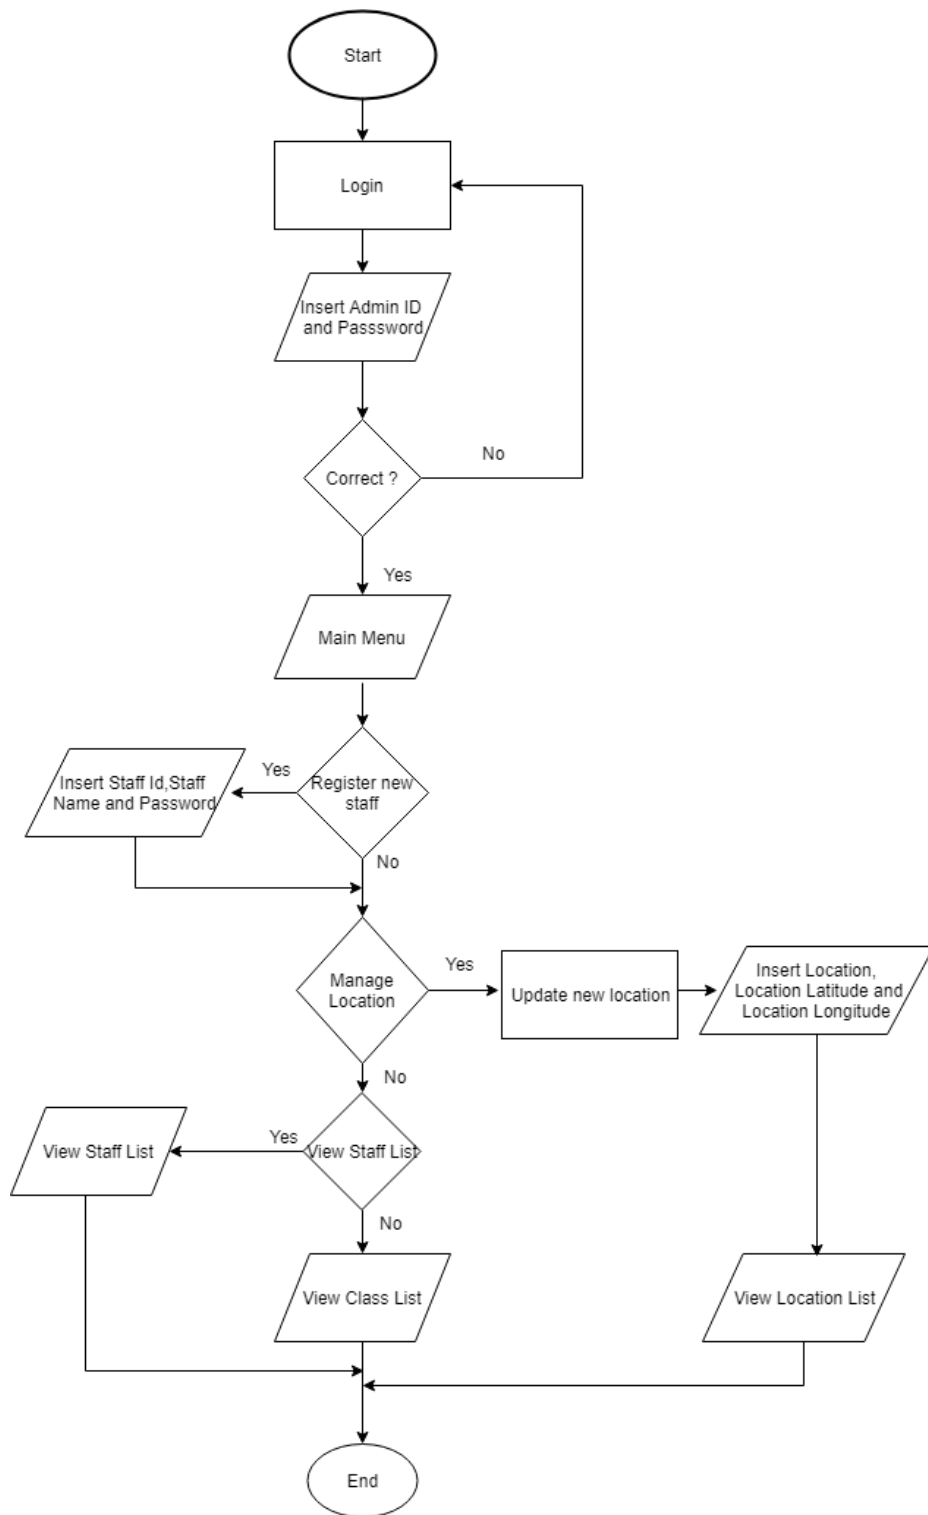 Start
Login
Insert Admin ID
and Passsword
No
Correct ?
Yes
Main Menu
Yes
Insert Staff Id,Staff
Name and Password
Register new
staff
No
Manage
Location
Yes
Update new location
Insert Location,
Location Latitude and
Location Longitude
No
View Staff List
Yes
View Staff List
No
View Class List
View Location List
End